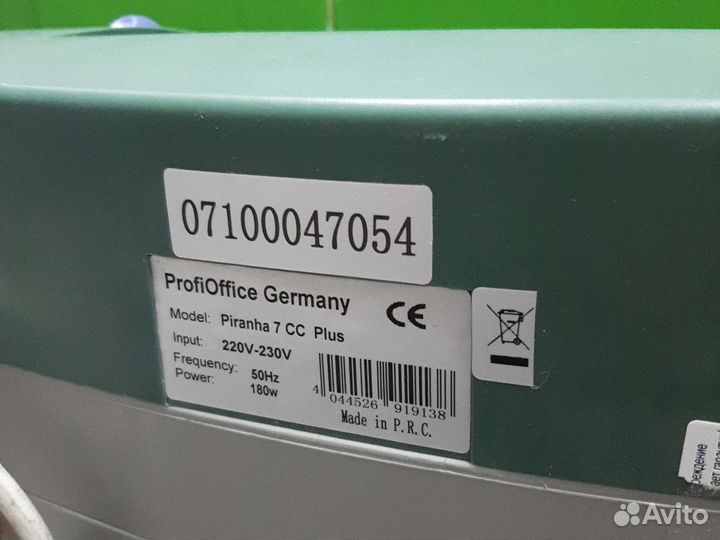 07100047054
ProfiOffice Germany
Model: Piranha 7 CC Plus
Input: 220V-230V
Frequency: 50Hz
Power: 180w
CE
4 044526 919138
Made in P.R.C.
Avito